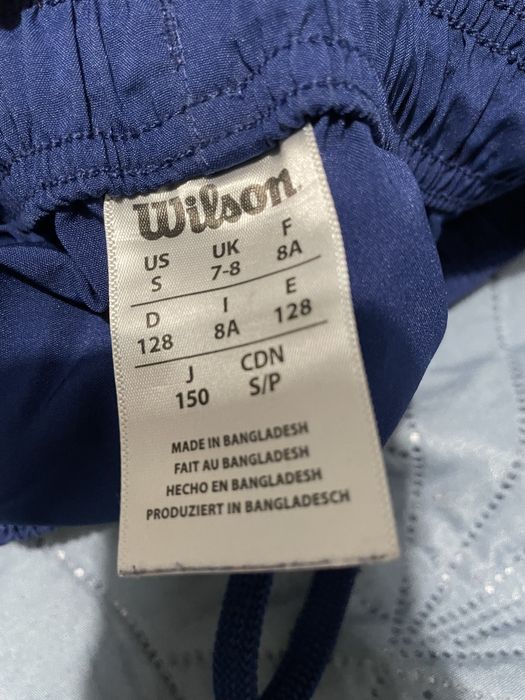 Wilson
US UK F
S 7-8 8A
D I E
128 8A 128
J CDN
150 S/P
MADE IN BANGLADESH
FAIT AU BANGLADESH
HECHO EN BANGLADESH
PRODUZIERT IN BANGLADESCH